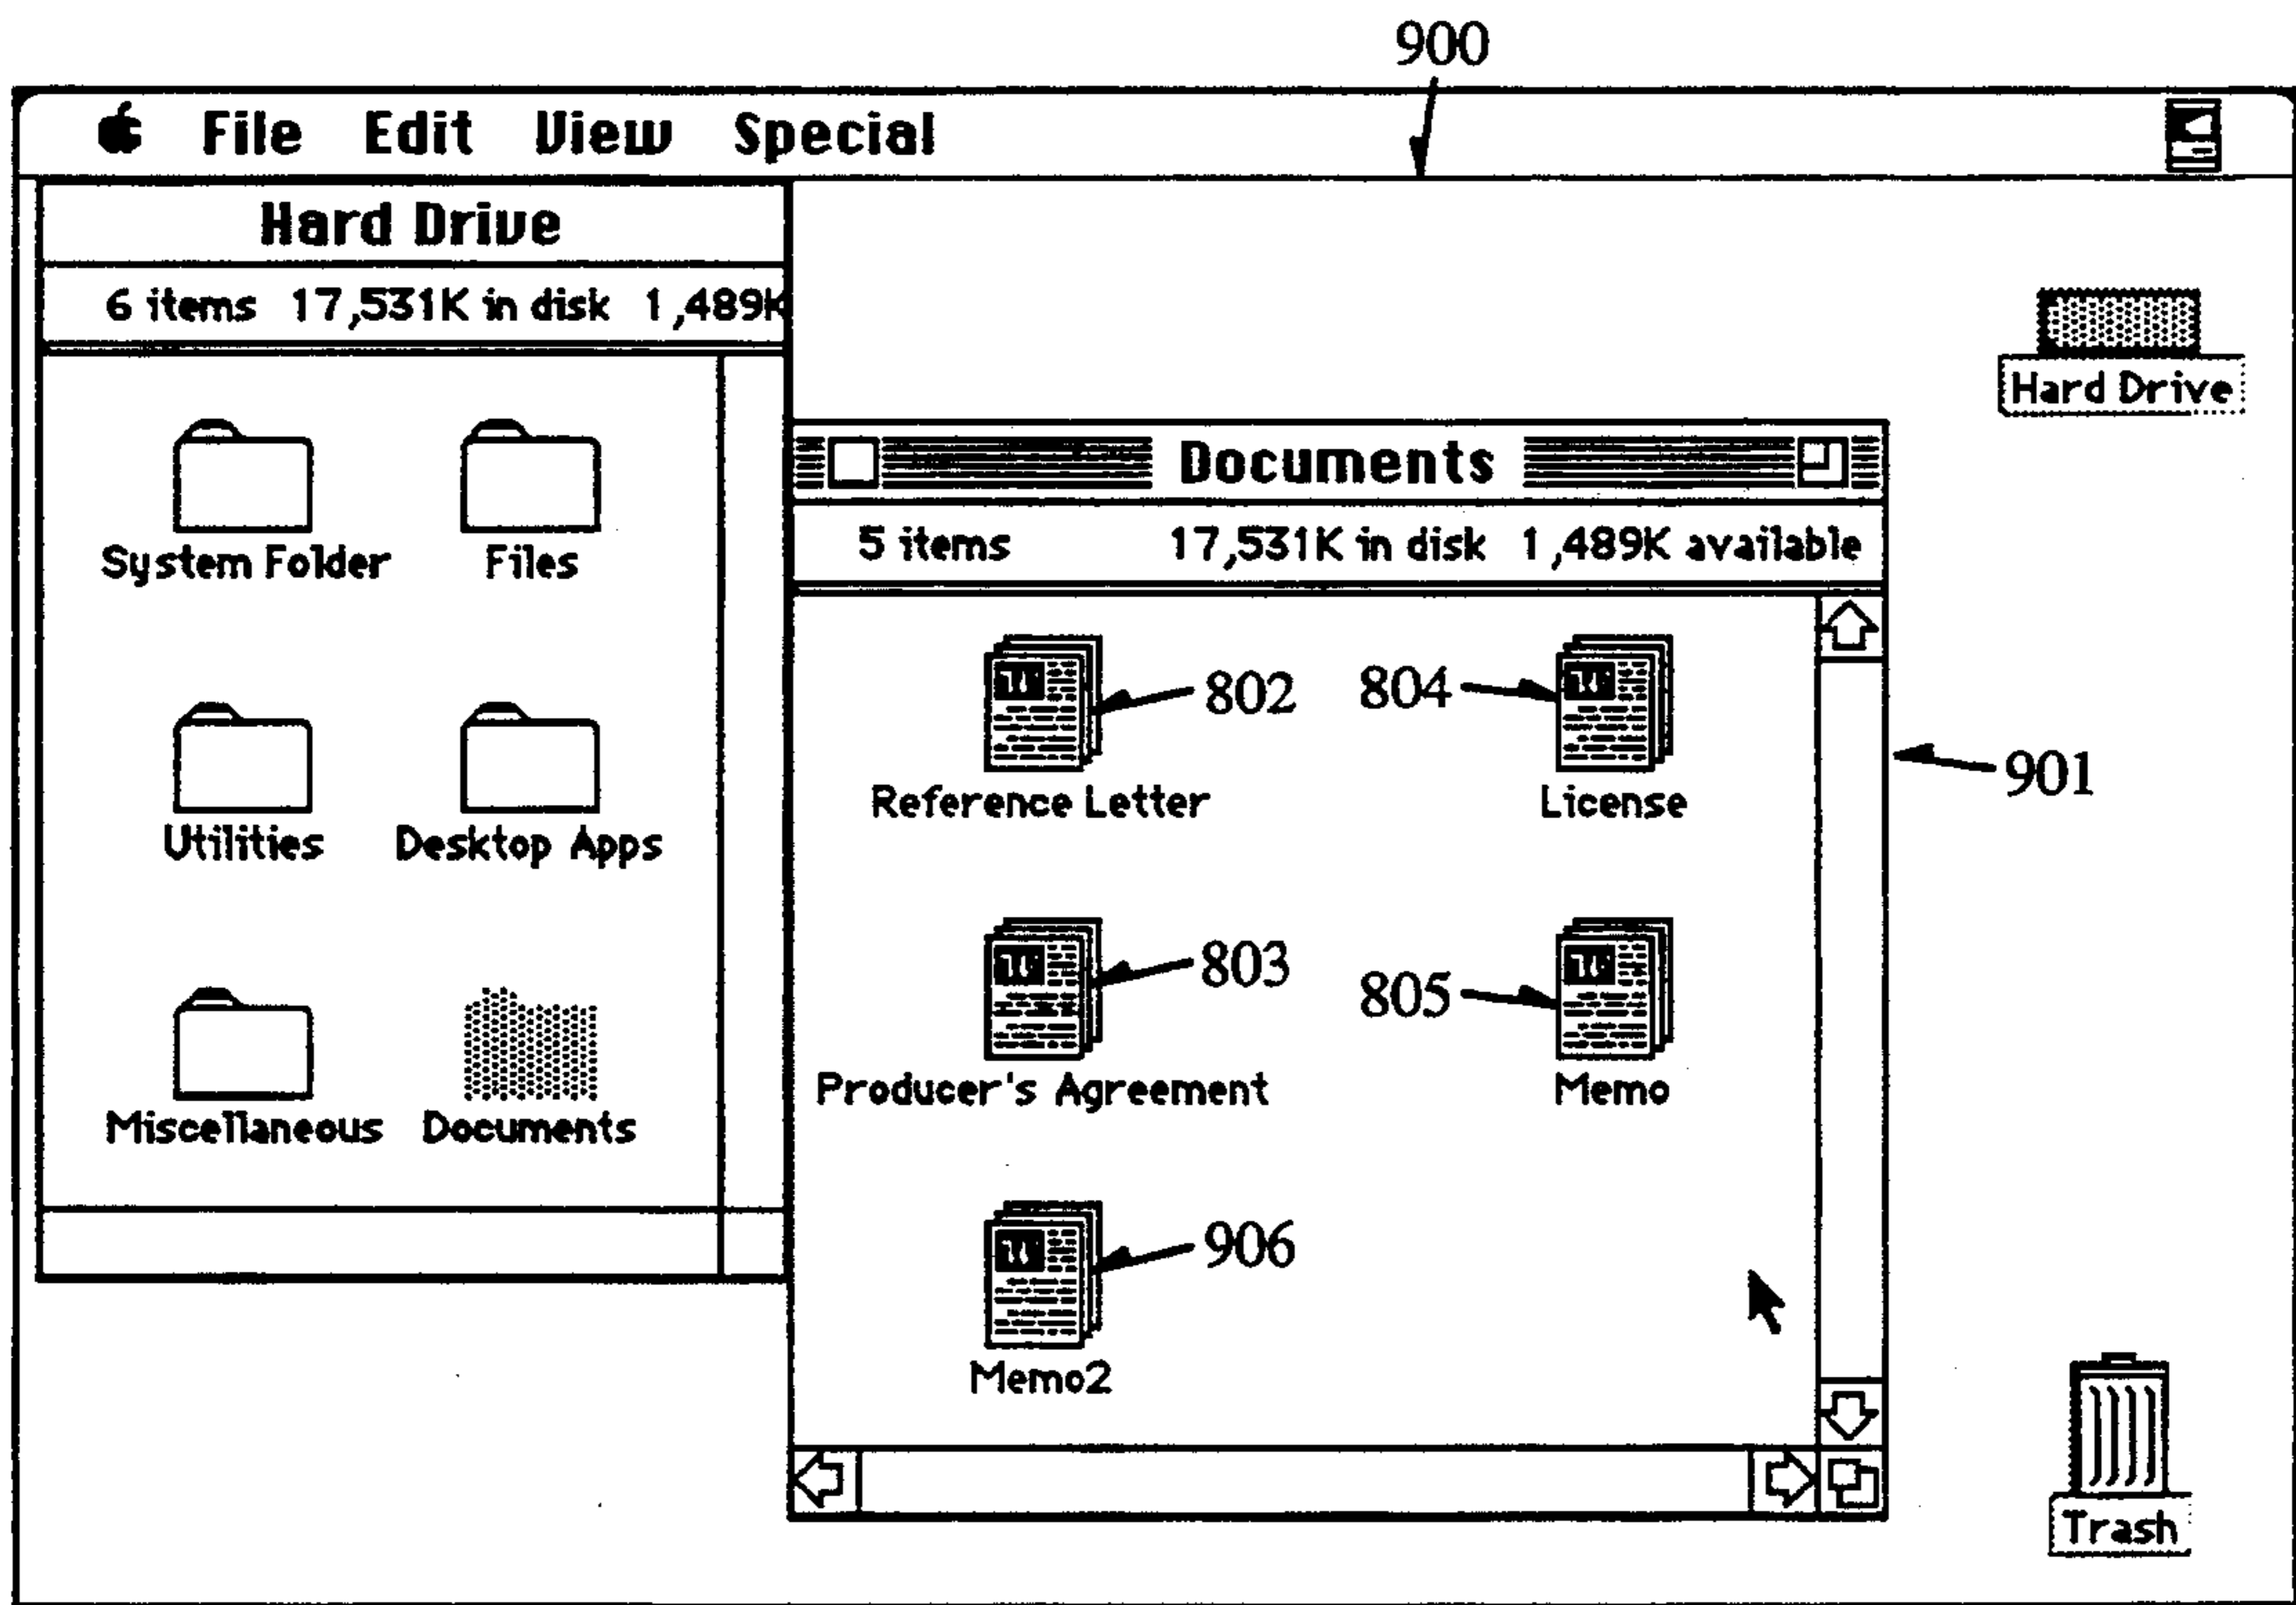 900
File Edit View Special
Hard Drive
6 items 17,531K in disk 1,489K
System Folder Files
Utilities Desktop Apps
Miscellaneous Documents
Documents
5 items 17,531K in disk 1,489K available
802 804
Reference Letter License
901
803 805
Producer's Agreement Memo
906
Memo2
Hard Drive
Trash